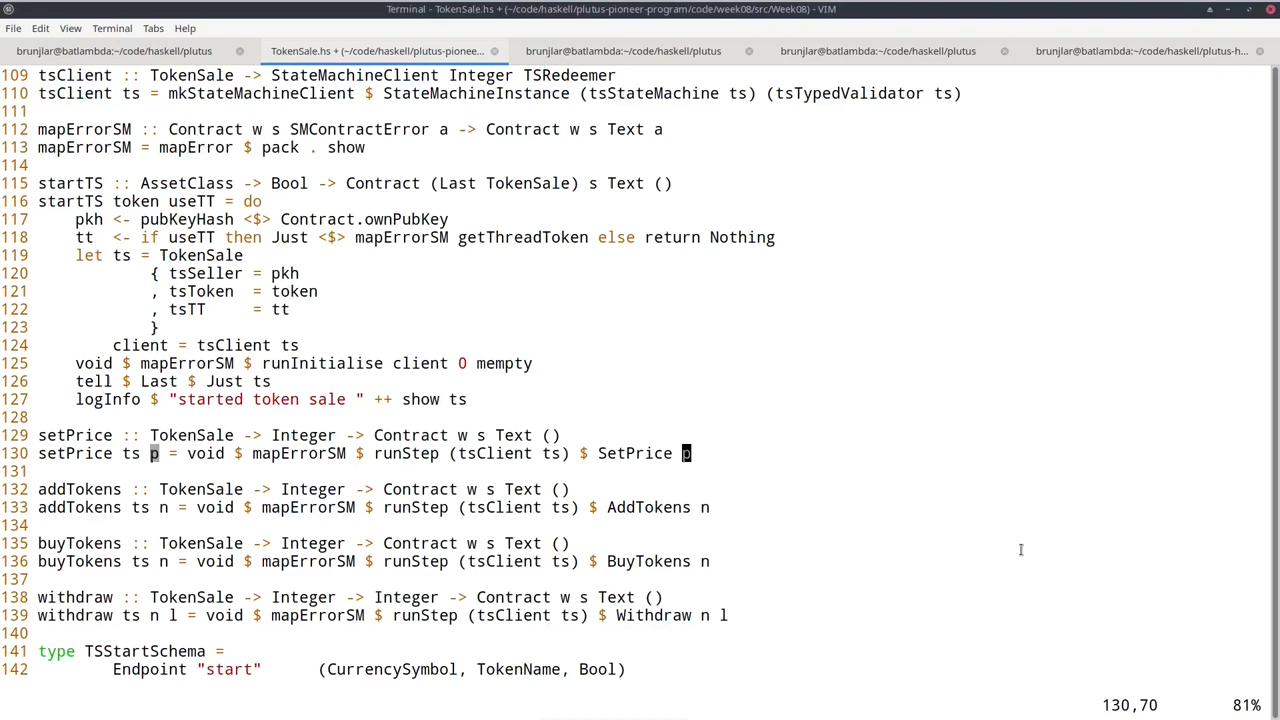 Terminal - TokenSale.hs + (~/code/haskell/plutus-pioneer-program/code/week08/src/Week08) - VIM
File Edit View Terminal Tabs Help
brunjlar@batlambda:~/code/haskell/plutus TokenSale.hs + (~/code/haskell/plutus-pionee... brunjlar@batlambda:~/code/haskell/plutus brunjlar@batlambda:~/code/haskell/plutus brunjlar@batlambda:~/code/haskell/plutus-h...
109 tsClient :: TokenSale -> StateMachineClient Integer TSRedeemer
110 tsClient ts = mkStateMachineClient $ StateMachineInstance (tsStateMachine ts) (tsTypedValidator ts)
111
112 mapErrorSM :: Contract w s SMContractError a -> Contract w s Text a
113 mapErrorSM = mapError $ pack . show
114
115 startTS :: AssetClass -> Bool -> Contract (Last TokenSale) s Text ()
116 startTS token useTT = do
117     pkh <- pubKeyHash <$> Contract.ownPubKey
118     tt  <- if useTT then Just <$> mapErrorSM getThreadToken else return Nothing
119     let ts = TokenSale
120             { tsSeller = pkh
121             , tsToken  = token
122             , tsTT     = tt
123             }
124         client = tsClient ts
125     void $ mapErrorSM $ runInitialise client 0 mempty
126     tell $ Last $ Just ts
127     logInfo $ "started token sale " ++ show ts
128
129 setPrice :: TokenSale -> Integer -> Contract w s Text ()
130 setPrice ts p = void $ mapErrorSM $ runStep (tsClient ts) $ SetPrice p
131
132 addTokens :: TokenSale -> Integer -> Contract w s Text ()
133 addTokens ts n = void $ mapErrorSM $ runStep (tsClient ts) $ AddTokens n
134
135 buyTokens :: TokenSale -> Integer -> Contract w s Text ()
136 buyTokens ts n = void $ mapErrorSM $ runStep (tsClient ts) $ BuyTokens n
137
138 withdraw :: TokenSale -> Integer -> Integer -> Contract w s Text ()
139 withdraw ts n l = void $ mapErrorSM $ runStep (tsClient ts) $ Withdraw n l
140
141 type TSStartSchema =
142         Endpoint "start"      (CurrencySymbol, TokenName, Bool)
130,70 81%